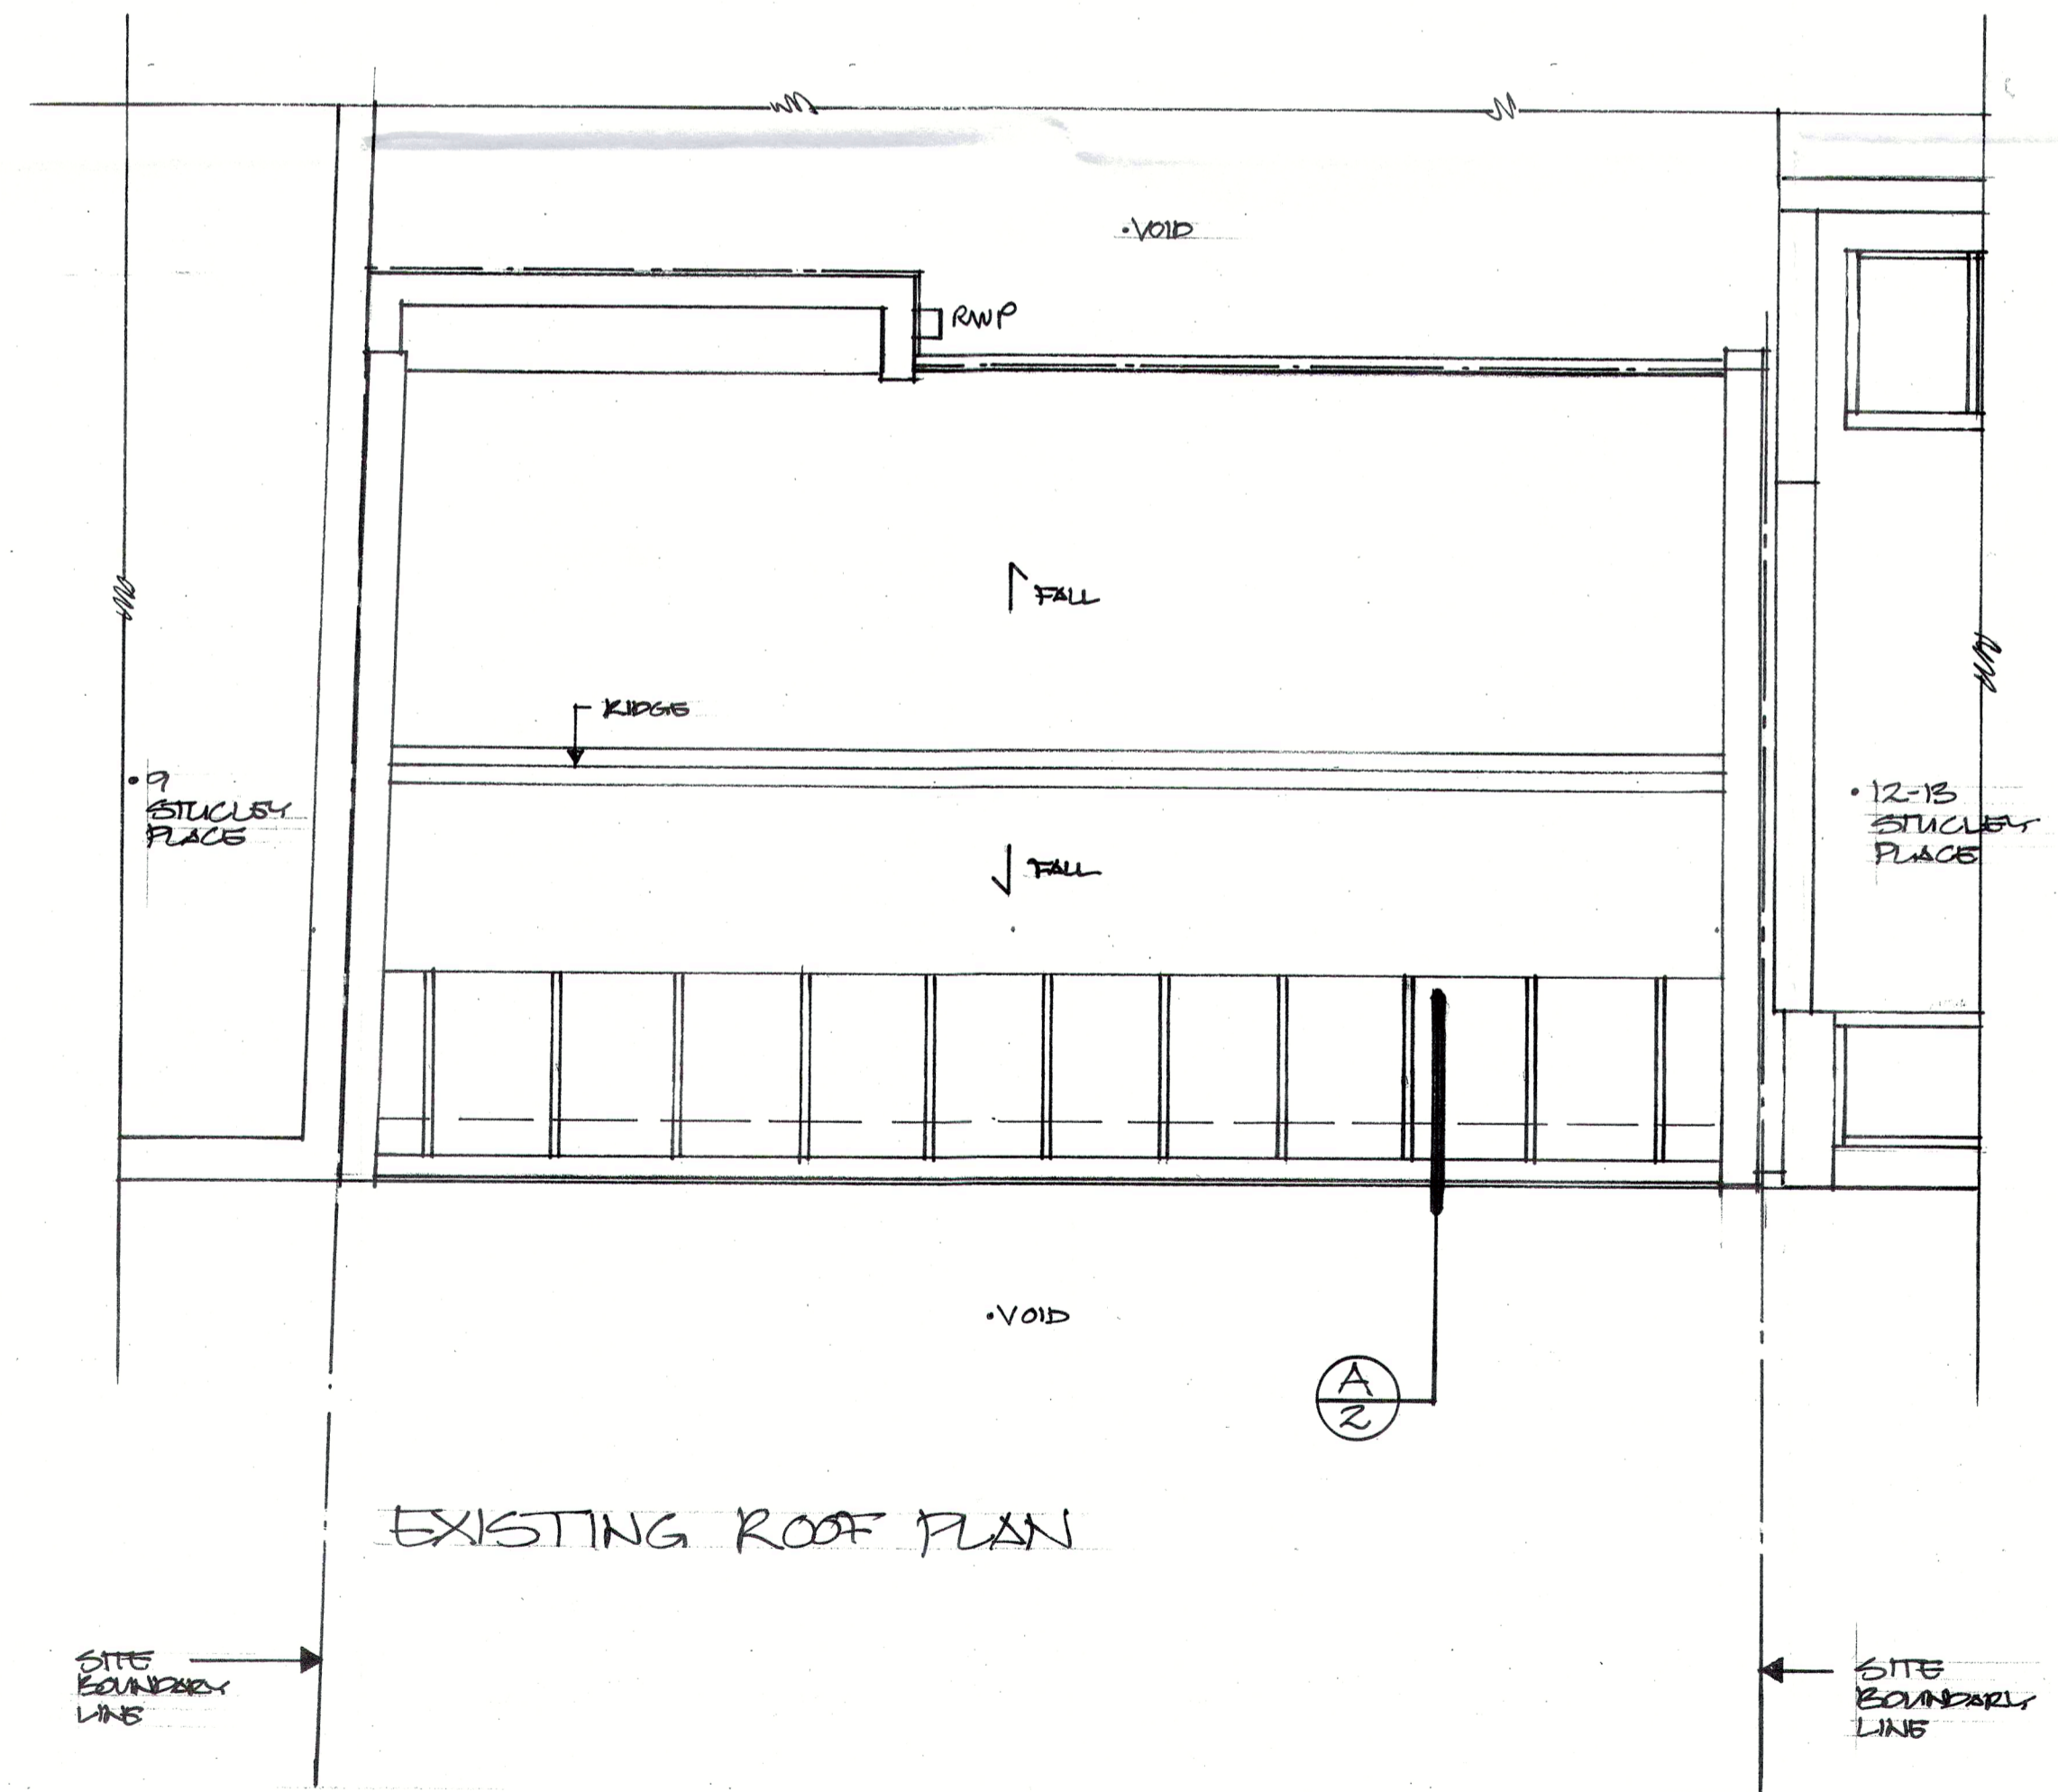 •VOID
RWP
FALL
RIDGE
•9
STUCLEY
PLACE
•12-13
STUCLEY
PLACE
FALL
•VOID
A
2
EXISTING ROOF PLAN
SITE
BOUNDARY
LINE
SITE
BOUNDARY
LINE